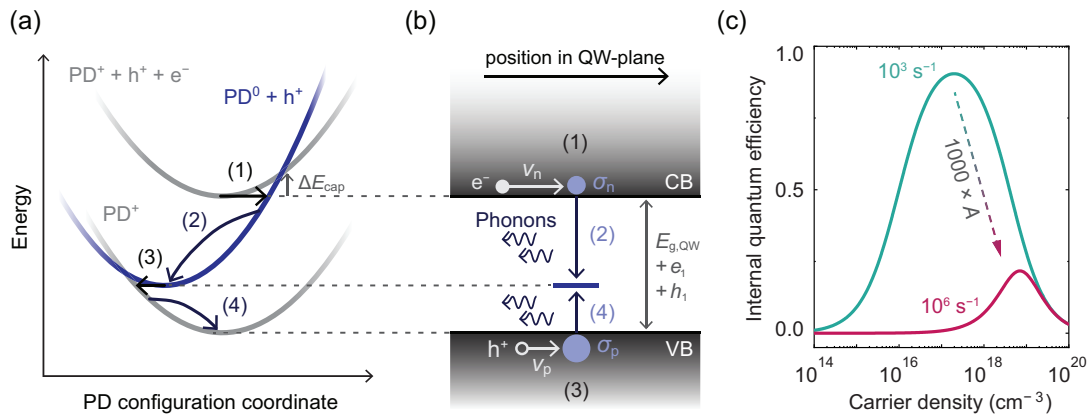 (a)
PD⁺ + h⁺ + e⁻
PD⁰ + h⁺
(1)
ΔE_cap
PD⁺
(2)
(3)
(4)
Energy
PD configuration coordinate
(b)
position in QW-plane
(1)
e⁻
v_n
σ_n
CB
Phonons
(2)
E_g,QW
+ e₁
+ h₁
(4)
h⁺
v_p
σ_p
VB
(3)
(c)
Internal quantum efficiency
1.0
0.5
0.0
10³ s⁻¹
1000 × A
10⁶ s⁻¹
10¹⁴
10¹⁶
10¹⁸
10²⁰
Carrier density (cm⁻³)